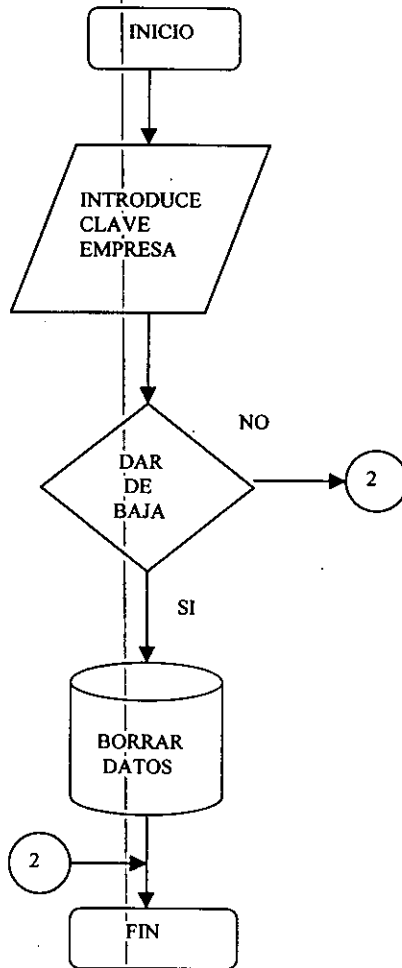 INICIO
INTRODUCE
CLAVE
EMPRESA
NO
DAR
DE
BAJA
2
SI
BORRAR
DATOS
2
FIN